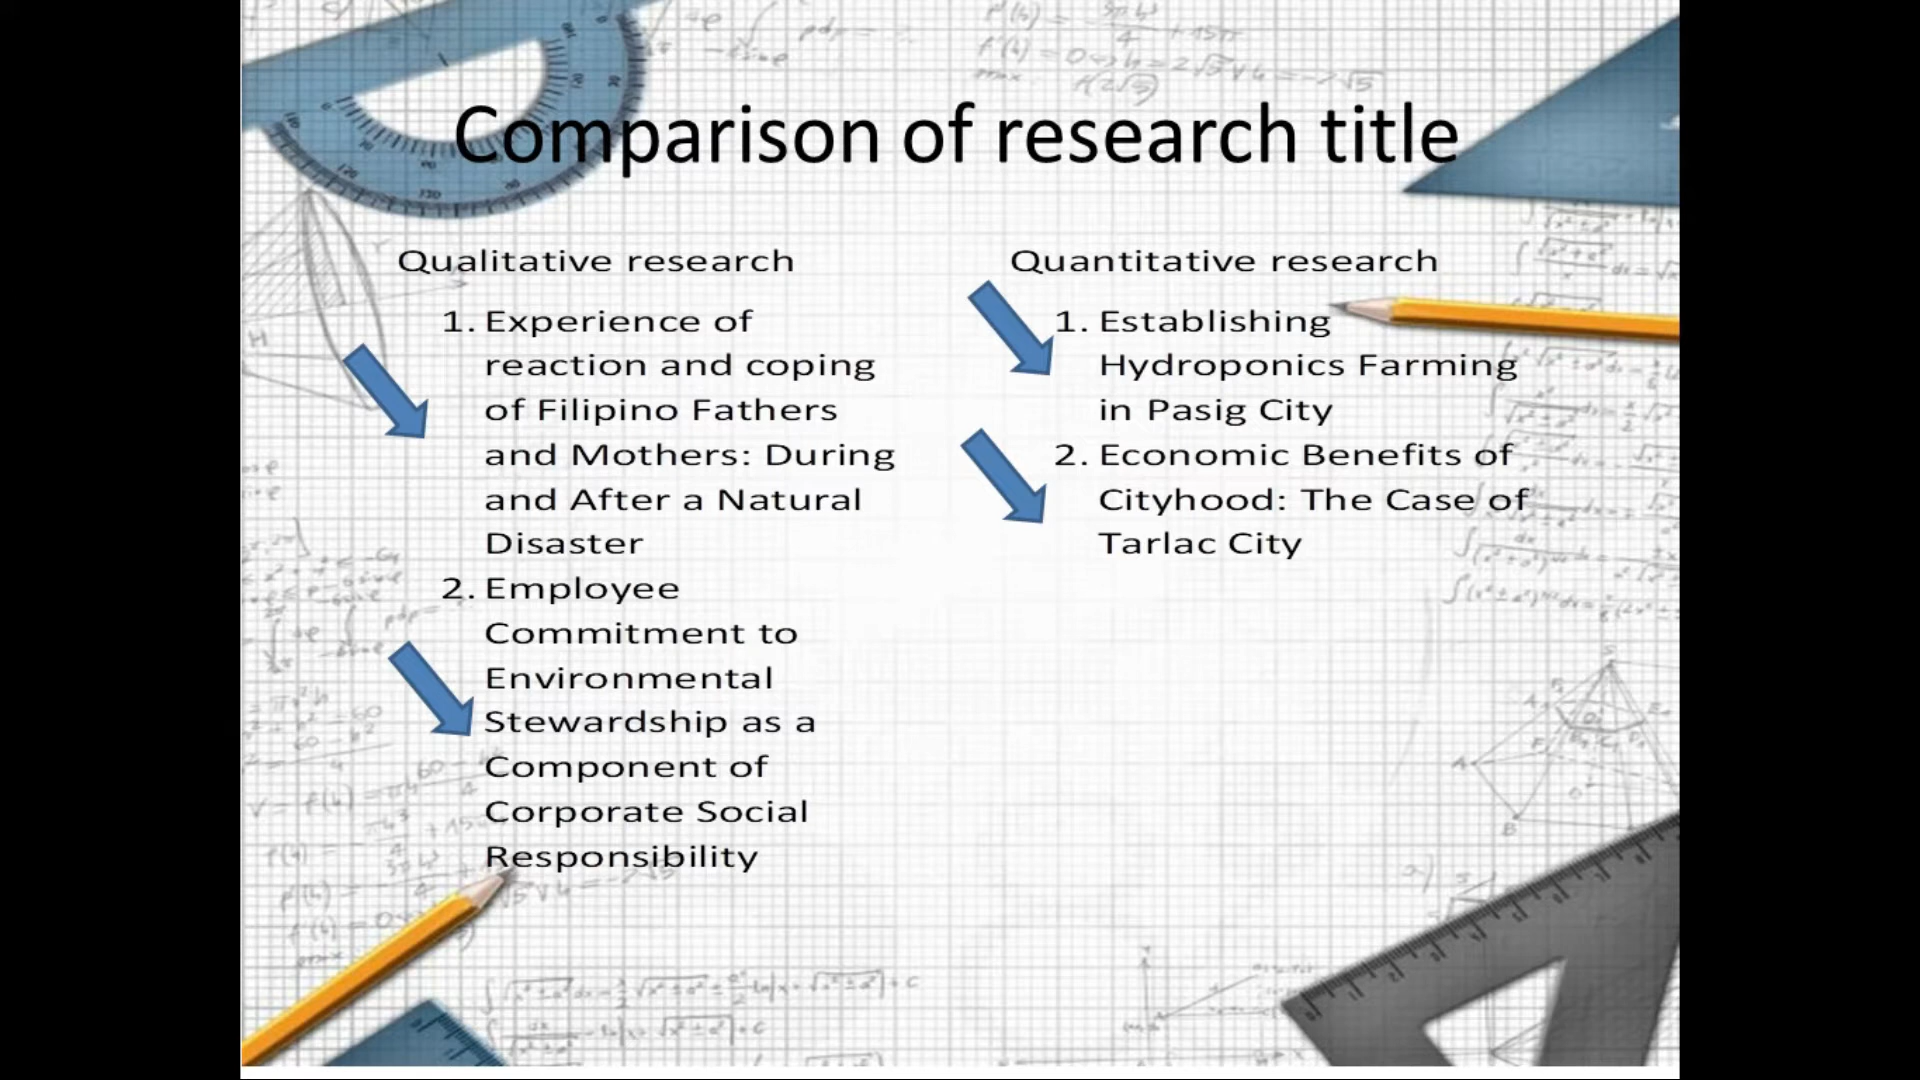 Comparison of research title
Qualitative research
1. Experience of
reaction and coping
of Filipino Fathers
and Mothers: During
and After a Natural
Disaster
2. Employee
Commitment to
Environmental
Stewardship as a
Component of
Corporate Social
Responsibility
Quantitative research
1. Establishing
Hydroponics Farming
in Pasig City
2. Economic Benefits of
Cityhood: The Case of
Tarlac City